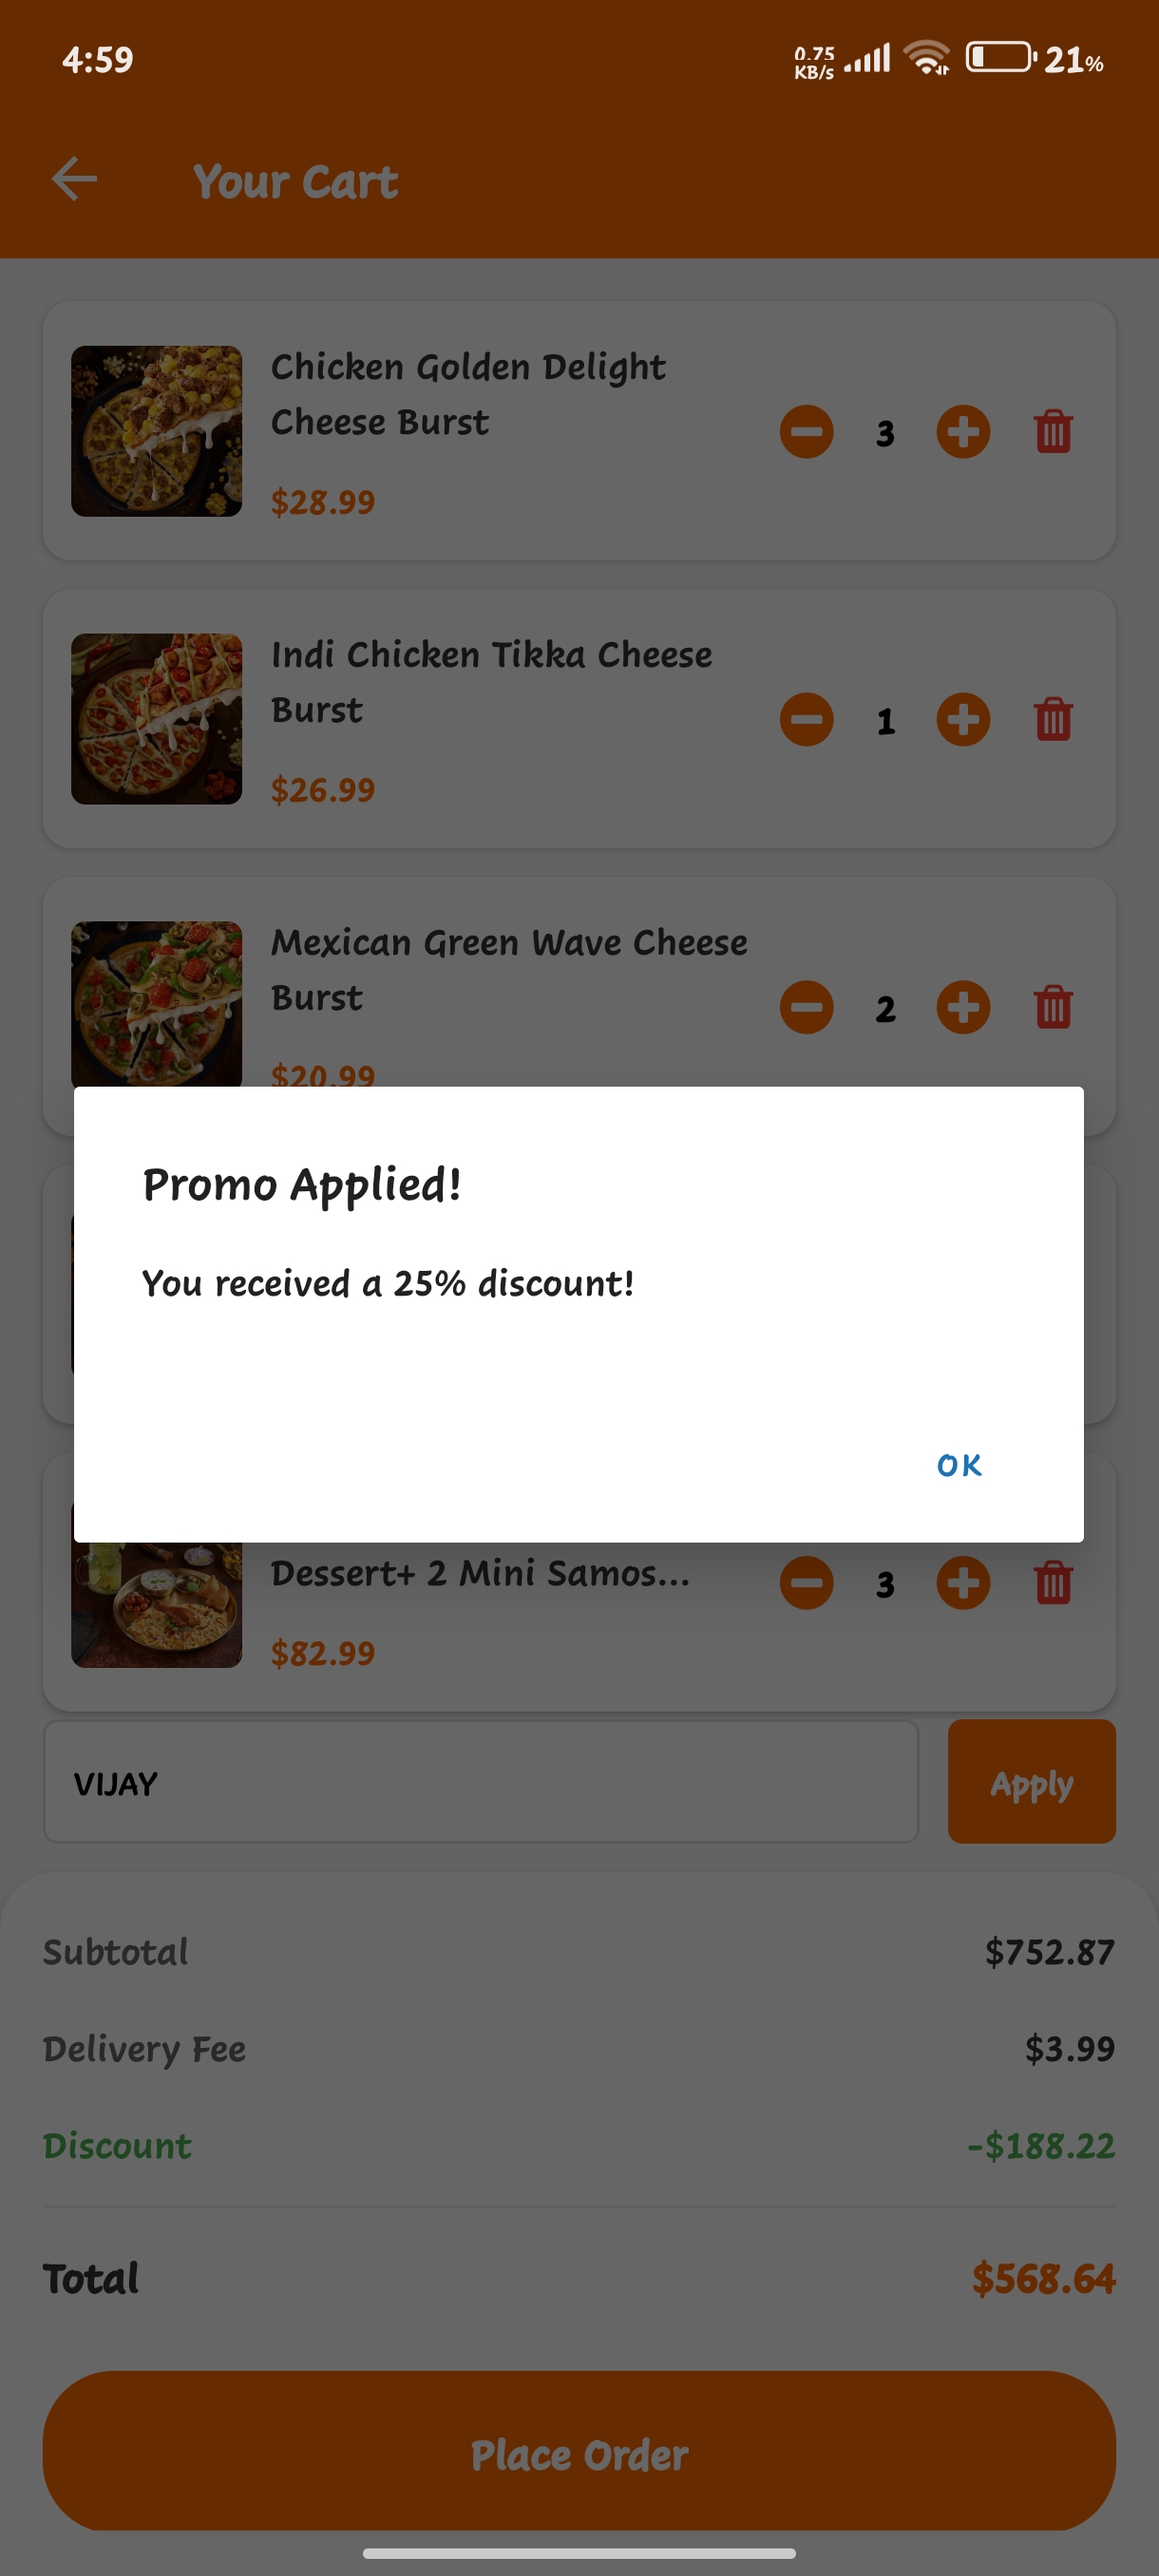 4:59
0.75
KB/s
21%
Your Cart
Chicken Golden Delight
Cheese Burst
3
$28.99
Indi Chicken Tikka Cheese
Burst
1
$26.99
Mexican Green Wave Cheese
Burst
2
$20.99
Promo Applied!
You received a 25% discount!
OK
Dessert+ 2 Mini Samos...
3
$82.99
VIJAY
Apply
Subtotal
$752.87
Delivery Fee
$3.99
Discount
-$188.22
Total
$568.64
Place Order